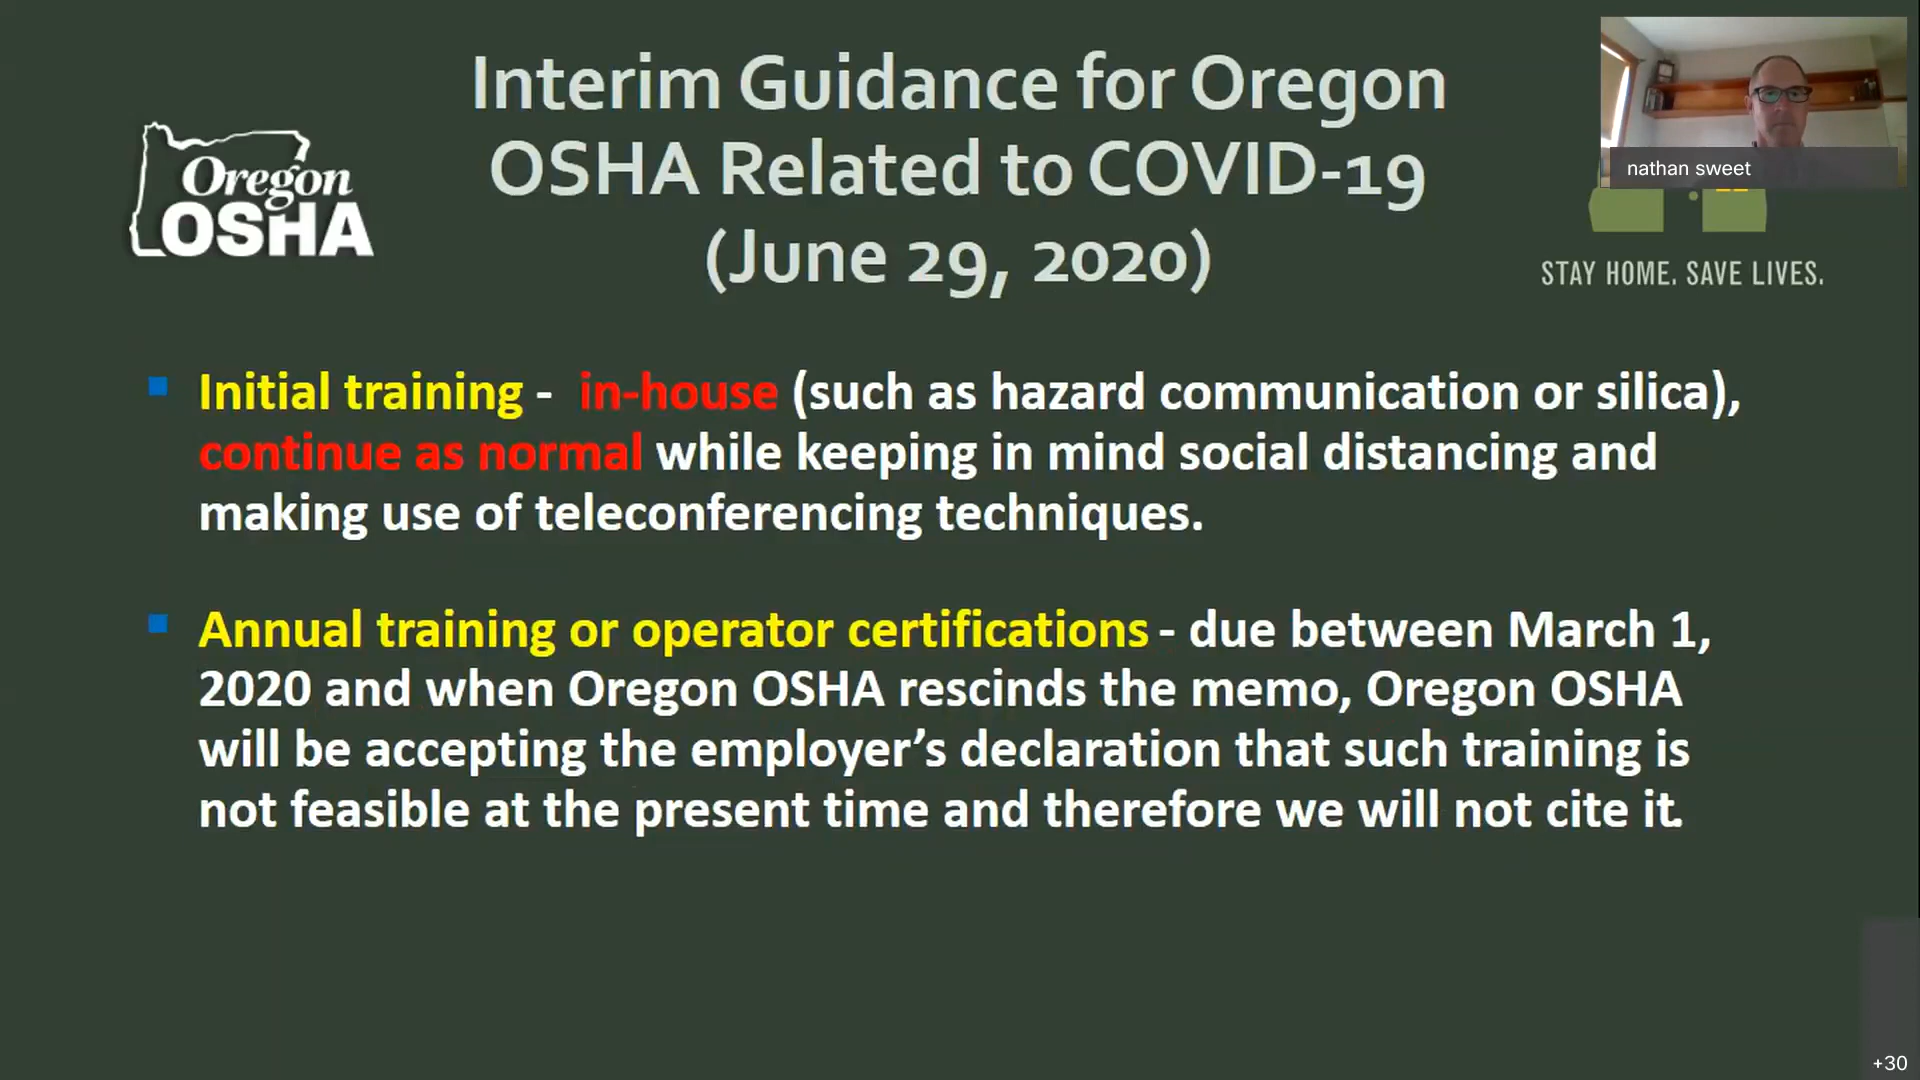 Interim Guidance for Oregon
OSHA Related to COVID-19
(June 29, 2020)
Oregon
OSHA
nathan sweet
STAY HOME. SAVE LIVES.
Initial training - in-house (such as hazard communication or silica),
continue as normal while keeping in mind social distancing and
making use of teleconferencing techniques.
Annual training or operator certifications - due between March 1,
2020 and when Oregon OSHA rescinds the memo, Oregon OSHA
will be accepting the employer’s declaration that such training is
not feasible at the present time and therefore we will not cite it.
+30